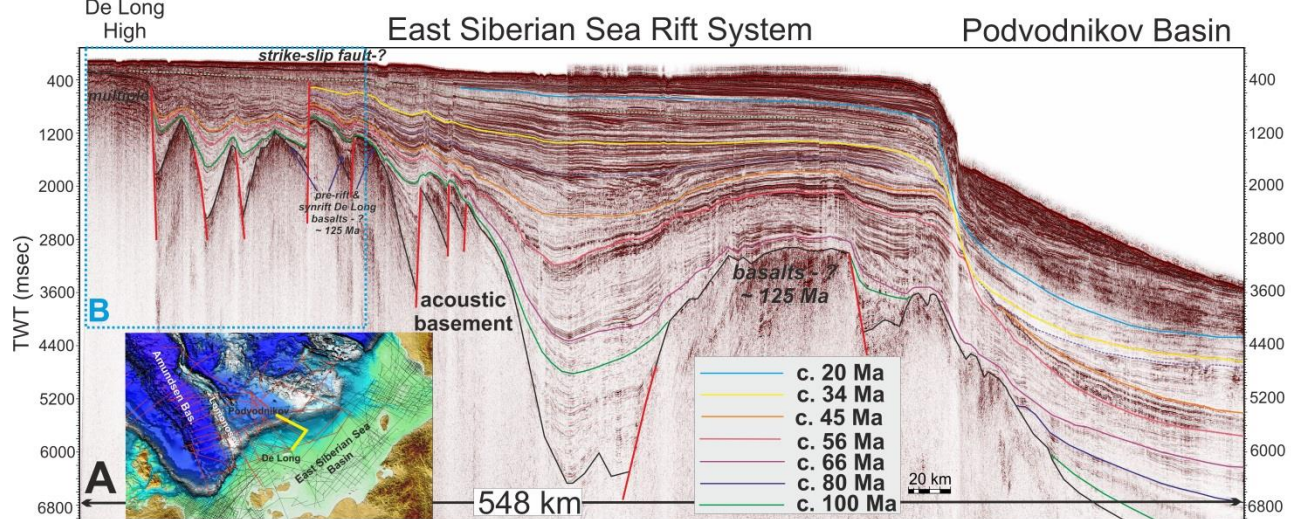 De Long
High
East Siberian Sea Rift System
Podvodnikov Basin
strike-slip fault-?
multiple
400
1200
2000
2800
3600
4400
5200
6000
6800
TWT (msec)
400
1200
2000
2800
3600
4400
5200
6000
6800
pre-rift &
synrift De Long
basalts - ?
~ 125 Ma
B
acoustic
basement
basalts - ?
~ 125 Ma
Amundsen Bas.
Podvodnikov
De Long
East Siberian Sea
Basin
A
548 km
c. 20 Ma
c. 34 Ma
c. 45 Ma
c. 56 Ma
c. 66 Ma
c. 80 Ma
c. 100 Ma
20 km